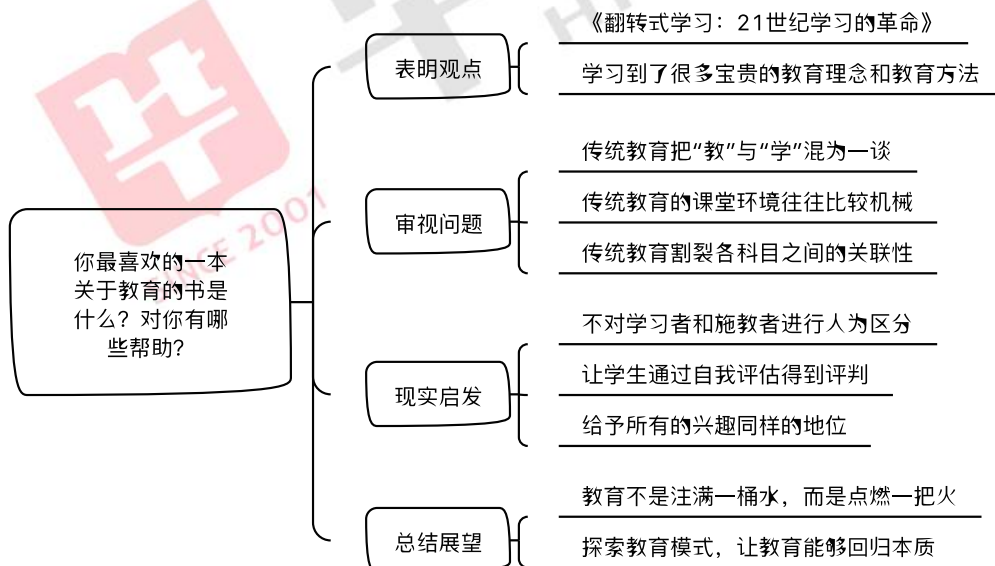 你最喜欢的一本
关于教育的书是
什么？对你有哪
些帮助？
表明观点
《翻转式学习：21世纪学习的革命》
学习到了很多宝贵的教育理念和教育方法
审视问题
传统教育把“教”与“学”混为一谈
传统教育的课堂环境往往比较机械
传统教育割裂各科目之间的关联性
现实启发
不对学习者和施教者进行人为区分
让学生通过自我评估得到评判
给予所有的兴趣同样的地位
总结展望
教育不是注满一桶水，而是点燃一把火
探索教育模式，让教育能够回归本质
SINCE 2001